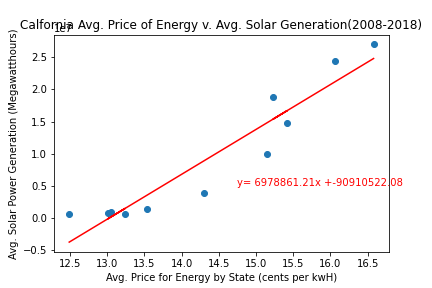 Calfornia Avg. Price of Energy v. Avg. Solar Generation(2008-2018)
1e7
Avg. Solar Power Generation (Megawatthours)
2.5
2.0
1.5
1.0
0.5
0.0
−0.5
y= 6978861.21x +-90910522.08
12.5 13.0 13.5 14.0 14.5 15.0 15.5 16.0 16.5
Avg. Price for Energy by State (cents per kwH)